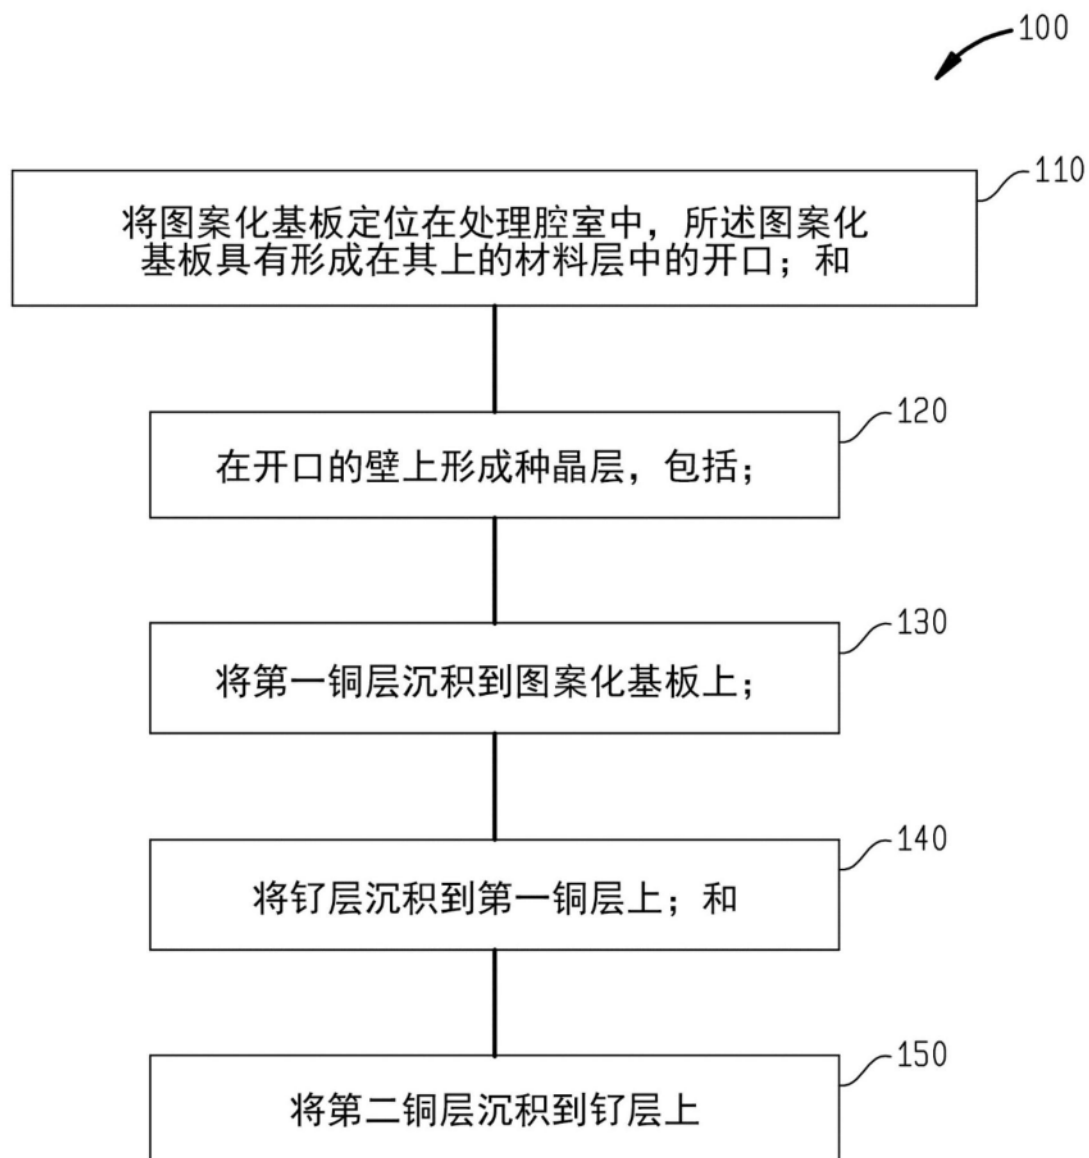 100
110
将图案化基板定位在处理腔室中，所述图案化
基板具有形成在其上的材料层中的开口；和
120
在开口的壁上形成种晶层，包括；
130
将第一铜层沉积到图案化基板上；
140
将钌层沉积到第一铜层上；和
150
将第二铜层沉积到钌层上